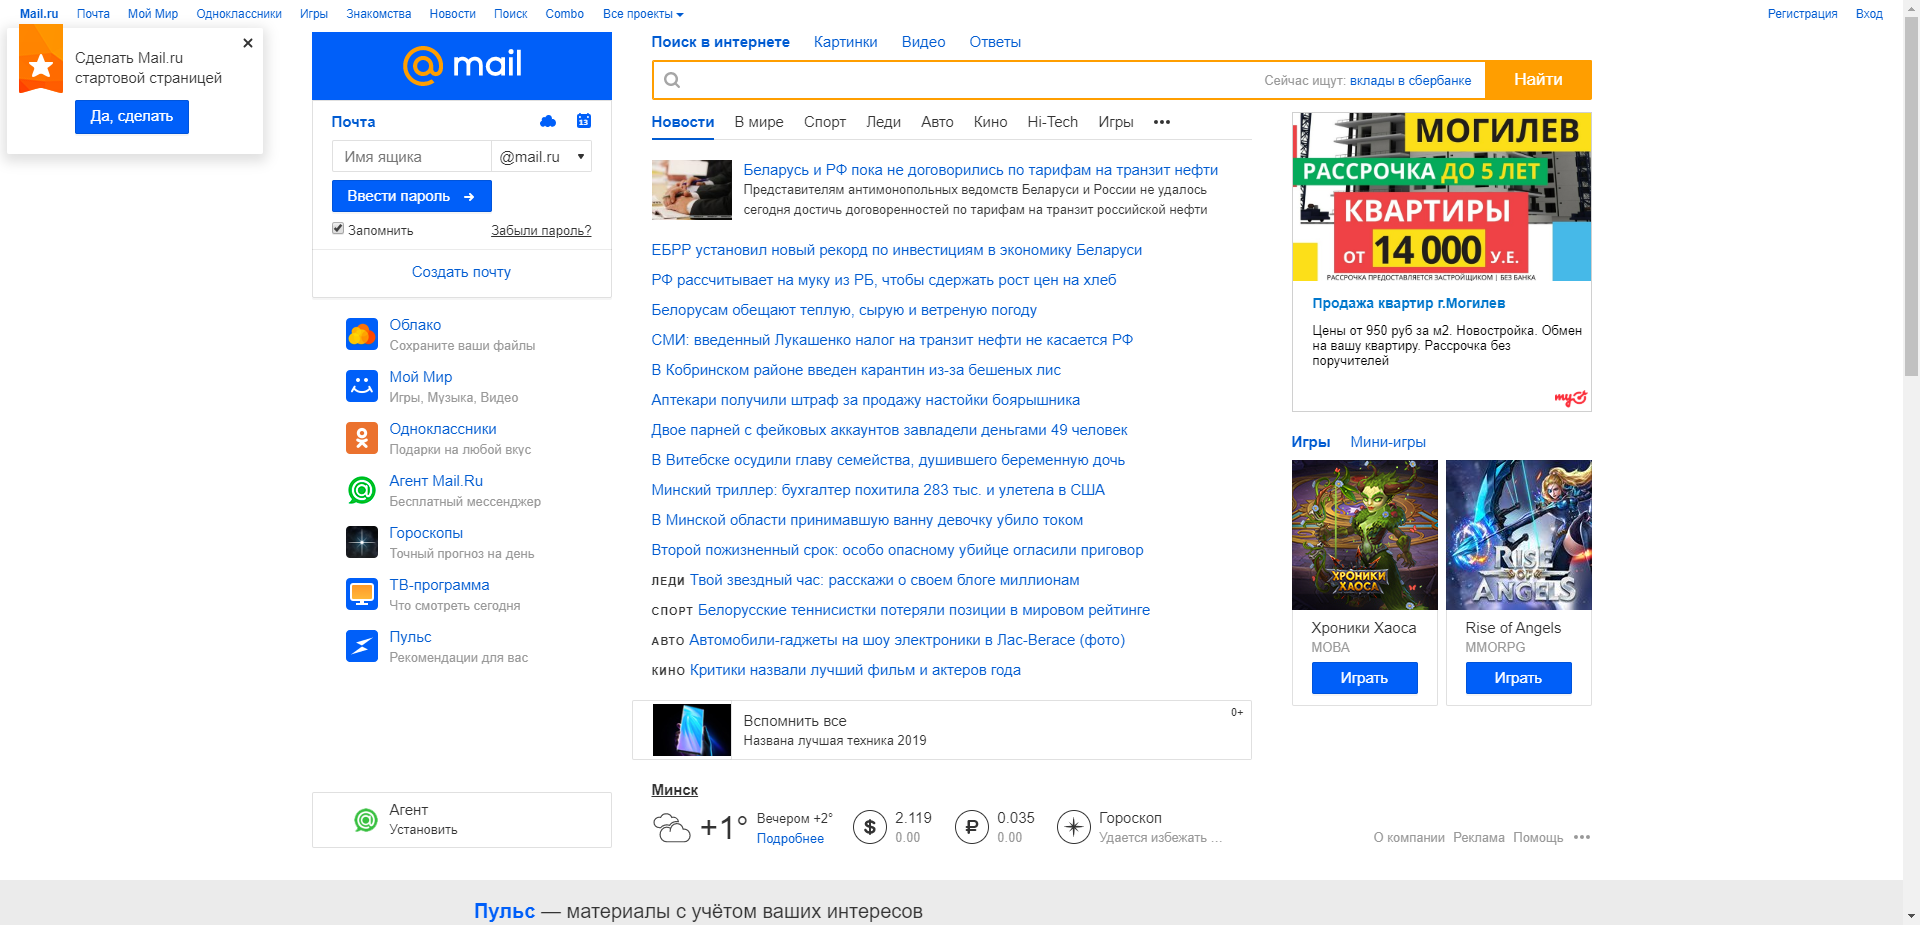 Mail.ru Почта Мой Мир Одноклассники Игры Знакомства Новости Поиск Combo Все проекты Регистрация Вход
Сделать Mail.ru
стартовой страницей
Да, сделать
@mail
Почта
13
Имя ящика @mail.ru
Ввести пароль
Запомнить Забыли пароль?
Создать почту
Облако
Сохраните ваши файлы
Мой Мир
Игры, Музыка, Видео
Одноклассники
Подарки на любой вкус
Агент Mail.Ru
Бесплатный мессенджер
Гороскопы
Точный прогноз на день
ТВ-программа
Что смотреть сегодня
Пульс
Рекомендации для вас
Агент
Установить
Поиск в интернете Картинки Видео Ответы
Сейчас ищут: вклады в сбербанке Найти
Новости В мире Спорт Леди Авто Кино Hi-Tech Игры •••
Беларусь и РФ пока не договорились по тарифам на транзит нефти
Представителям антимонопольных ведомств Беларуси и России не удалось
сегодня достичь договоренностей по тарифам на транзит российской нефти
ЕБРР установил новый рекорд по инвестициям в экономику Беларуси
РФ рассчитывает на муку из РБ, чтобы сдержать рост цен на хлеб
Белорусам обещают теплую, сырую и ветреную погоду
СМИ: введенный Лукашенко налог на транзит нефти не касается РФ
В Кобринском районе введен карантин из-за бешеных лис
Аптекари получили штраф за продажу настойки боярышника
Двое парней с фейковых аккаунтов завладели деньгами 49 человек
В Витебске осудили главу семейства, душившего беременную дочь
Минский триллер: бухгалтер похитила 283 тыс. и улетела в США
В Минской области принимавшую ванну девочку убило током
Второй пожизненный срок: особо опасному убийце огласили приговор
ЛЕДИ Твой звездный час: расскажи о своем блоге миллионам
СПОРТ Белорусские теннисистки потеряли позиции в мировом рейтинге
АВТО Автомобили-гаджеты на шоу электроники в Лас-Вегасе (фото)
КИНО Критики назвали лучший фильм и актеров года
Вспомнить все 0+
Названа лучшая техника 2019
Минск
+1° Вечером +2° $ 2.119 ₽ 0.035 Гороскоп
Подробнее 0.00 0.00 Удается избежать ...
МОГИЛЕВ
РАССРОЧКА ДО 5 ЛЕТ
КВАРТИРЫ
ОТ 14 000 У.Е.
РАССРОЧКА ПРЕДОСТАВЛЯЕТСЯ ЗАСТРОЙЩИКОМ | БЕЗ БАНКА
Продажа квартир г.Могилев
Цены от 950 руб за м2. Новостройка. Обмен
на вашу квартиру. Рассрочка без
поручителей
Игры Мини-игры
ХРОНИКИ
ХАОСА
RISE
OF
ANGELS
Хроники Хаоса
MOBA
Играть
Rise of Angels
MMORPG
Играть
О компании Реклама Помощь •••
Пульс — материалы с учётом ваших интересов